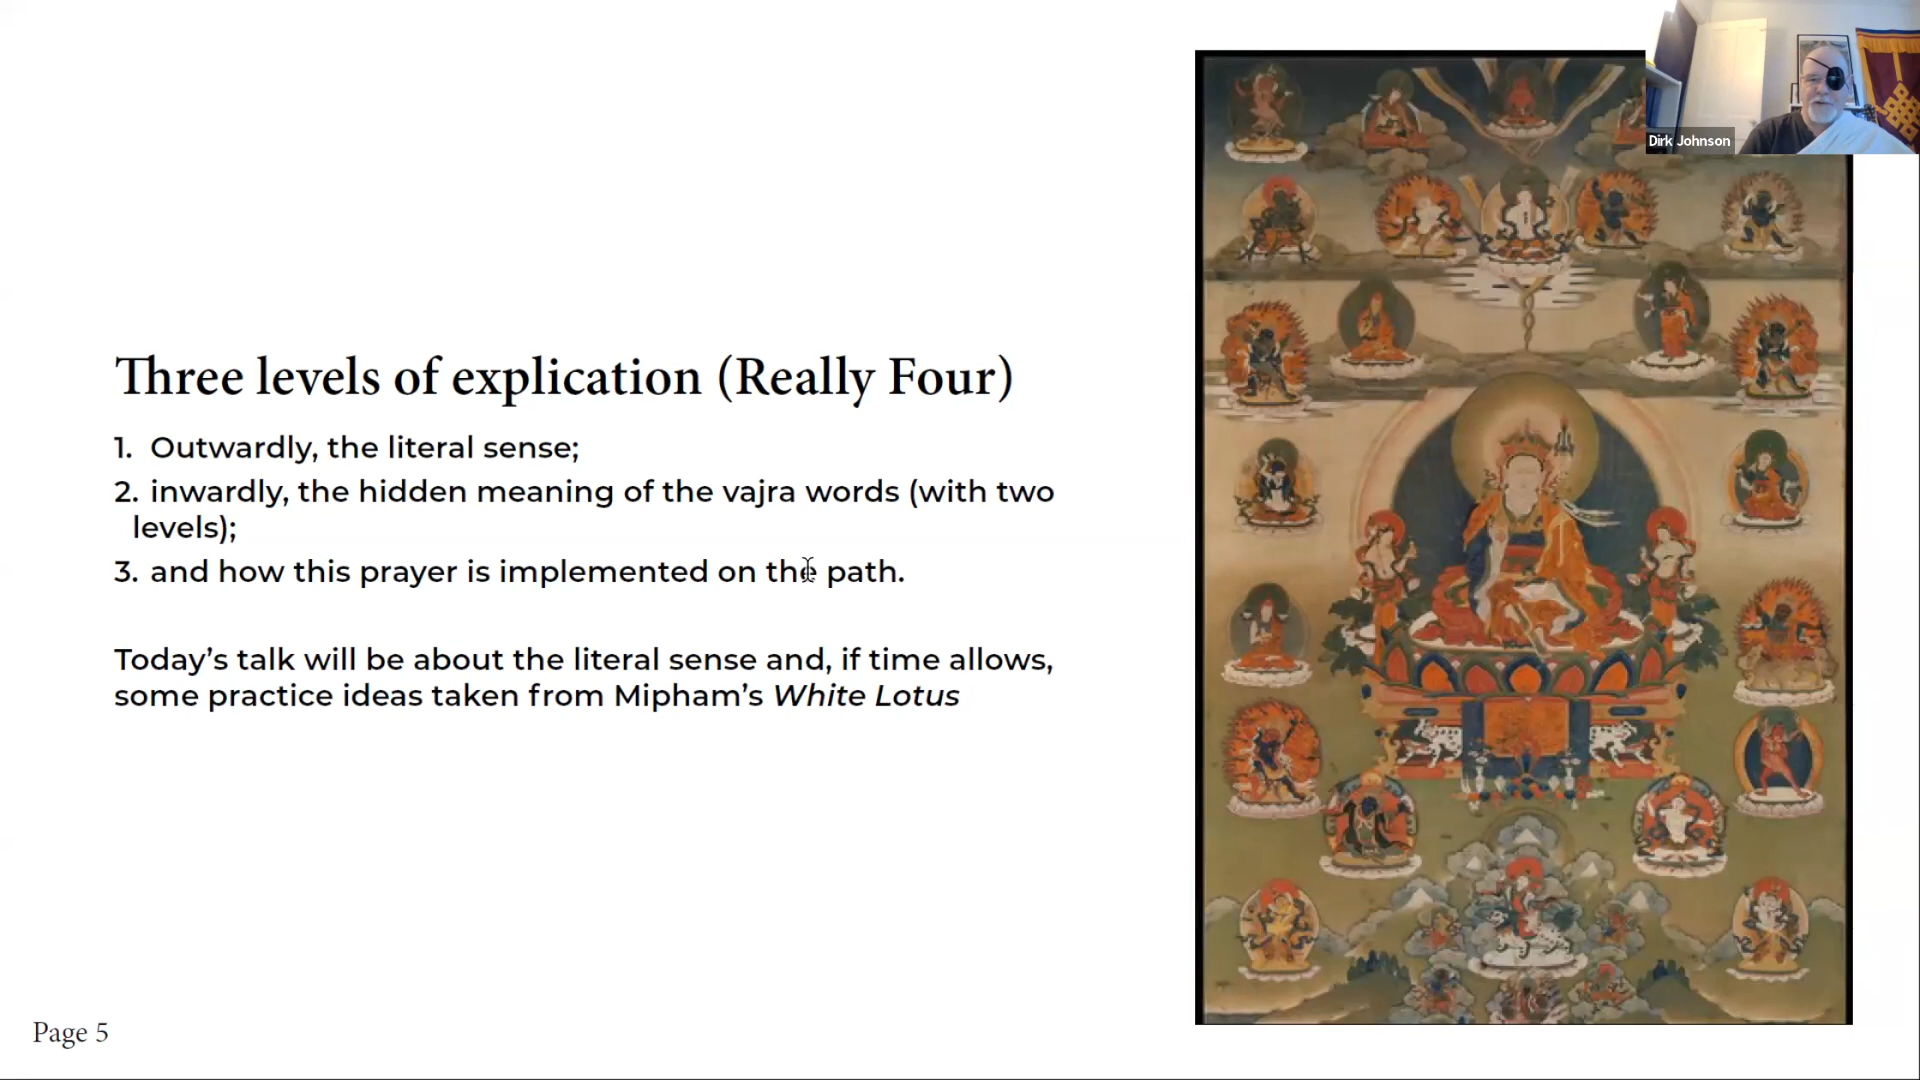 Dirk Johnson
Three levels of explication (Really Four)
1. Outwardly, the literal sense;
2. inwardly, the hidden meaning of the vajra words (with two
levels);
3. and how this prayer is implemented on the path.
Today’s talk will be about the literal sense and, if time allows,
some practice ideas taken from Mipham’s White Lotus
Page 5